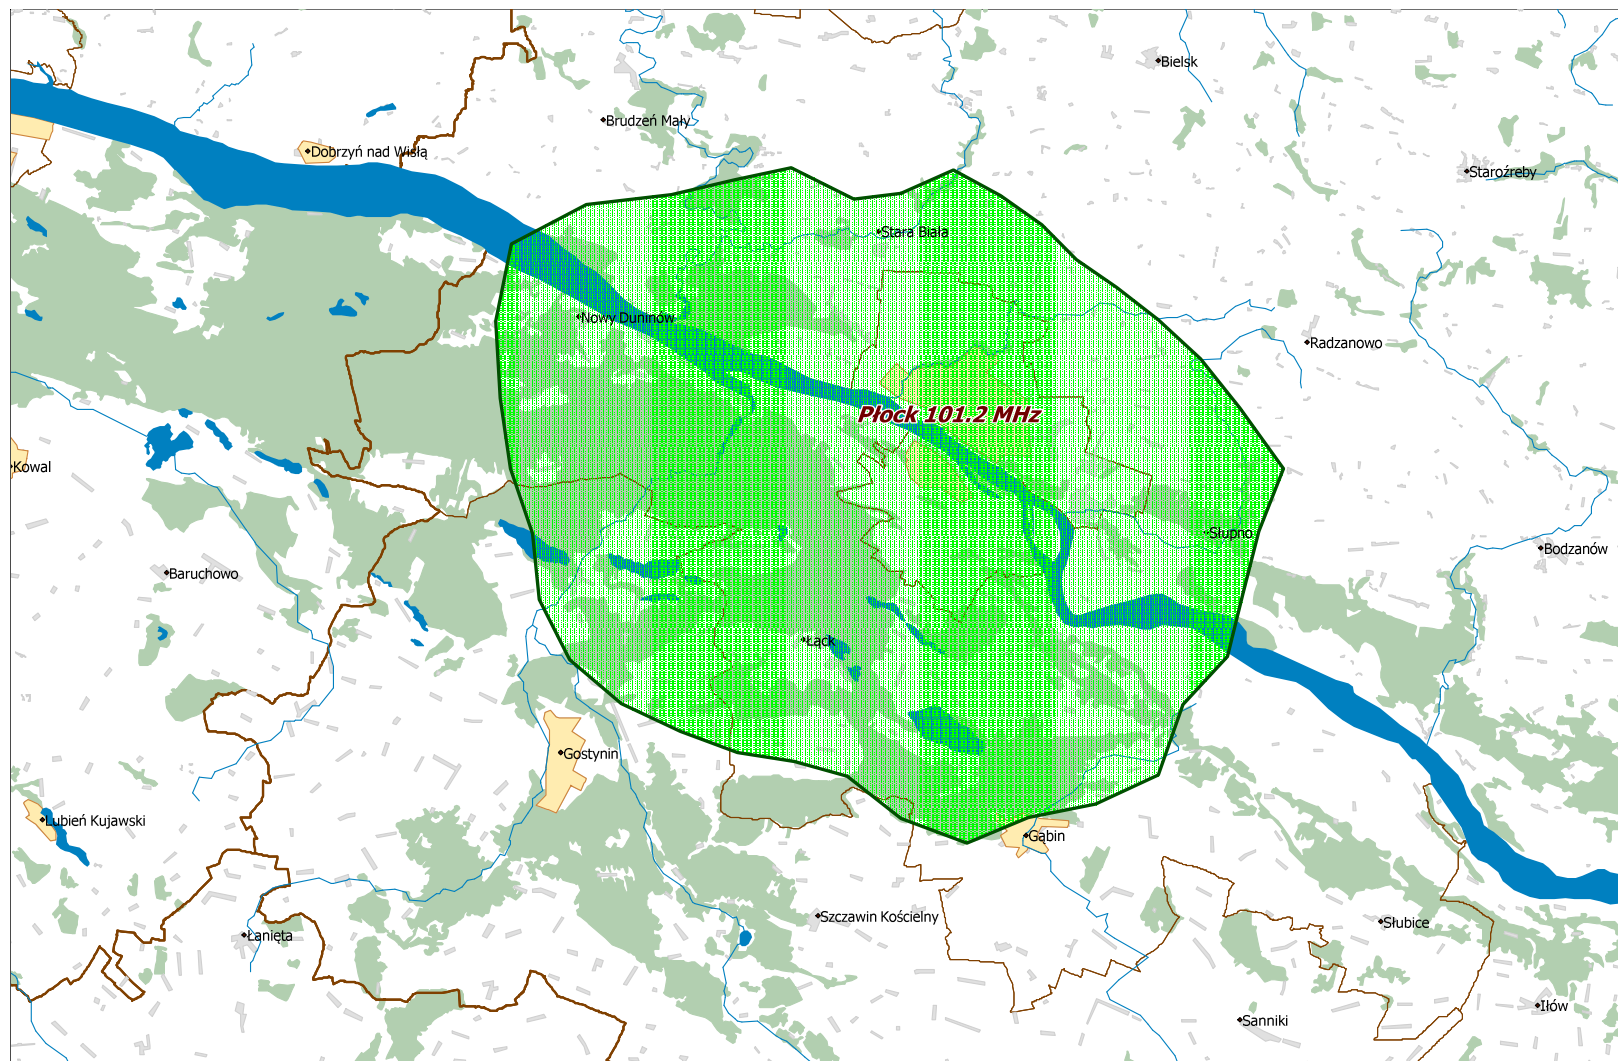 Bielsk
Brudzeń Mały
Dobrzyń nad Wisłą
Staroźreby
Stara Biała
Nowy Duninów
Radzanowo
Płock 101.2 MHz
Kowal
Słupno
Bodzanów
Baruchowo
Łąck
Gostynin
Lubień Kujawski
Gąbin
Szczawin Kościelny
Słubice
Łanięta
Iłów
Sanniki